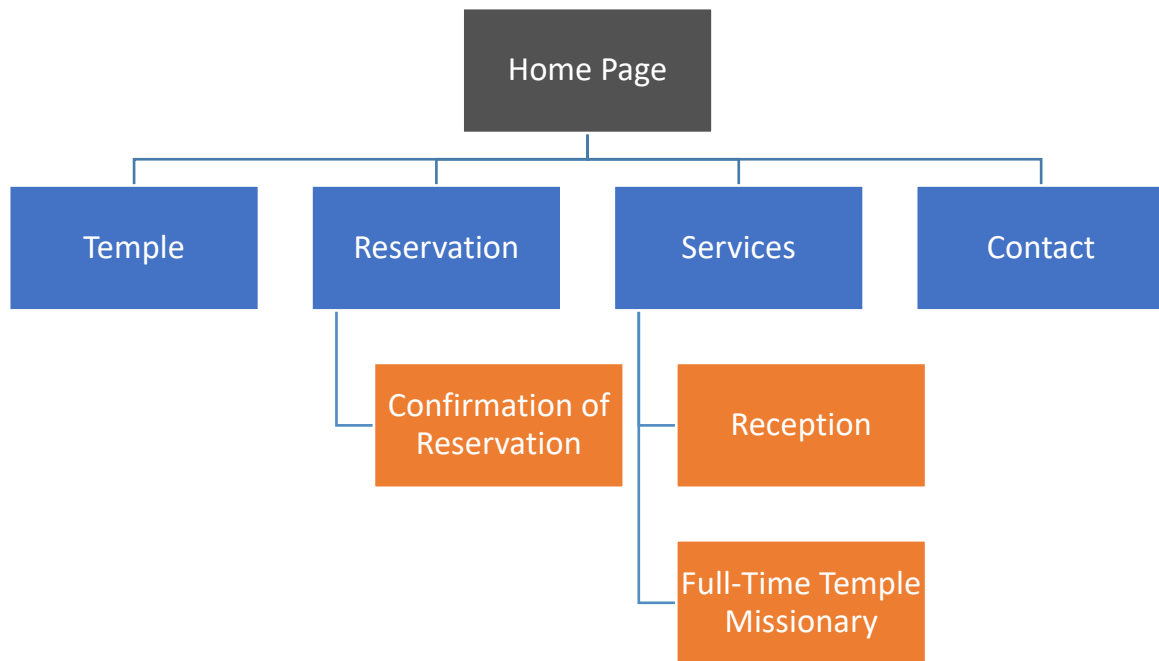 Home Page
Temple
Reservation
Services
Contact
Confirmation of
Reservation
Reception
Full-Time Temple
Missionary